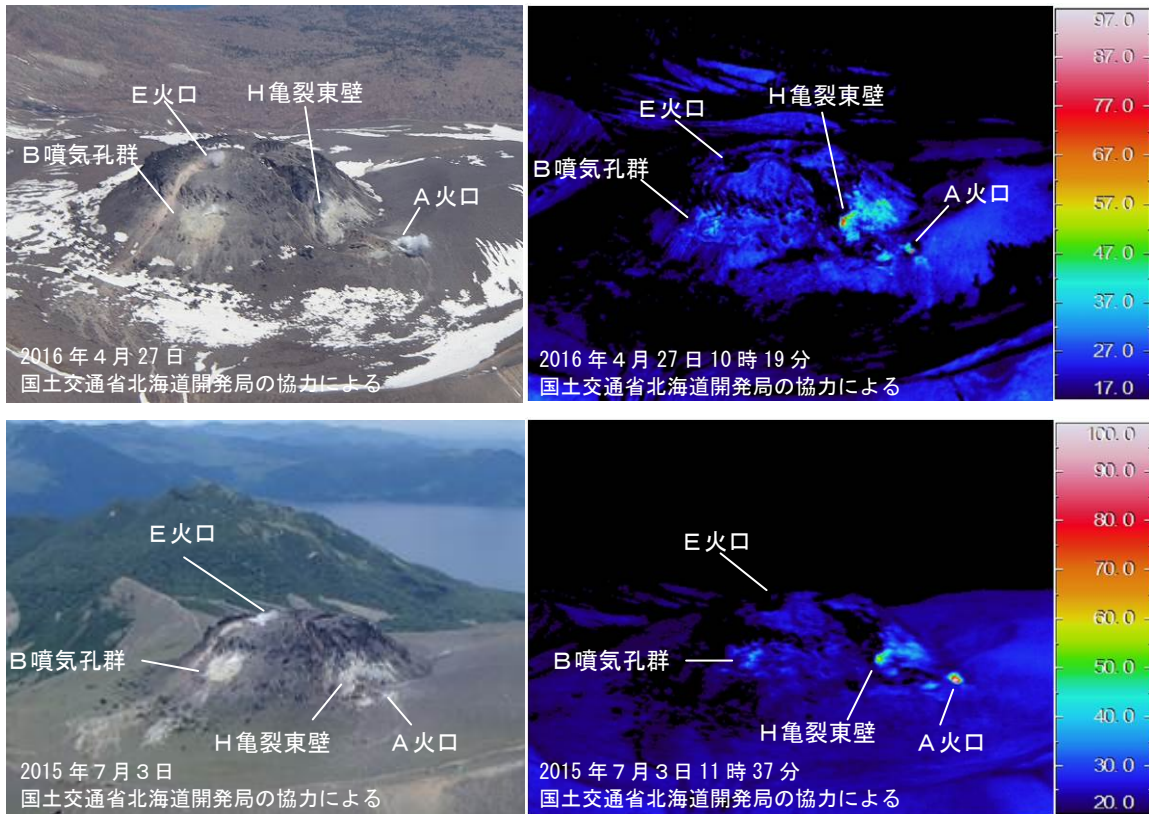 E火口
H亀裂東壁
B噴気孔群
A火口
2016年4月27日
国土交通省北海道開発局の協力による
E火口
H亀裂東壁
B噴気孔群
A火口
2016年4月27日10時19分
国土交通省北海道開発局の協力による
97.0
87.0
77.0
67.0
57.0
47.0
37.0
27.0
17.0
E火口
B噴気孔群
H亀裂東壁
A火口
2015年7月3日
国土交通省北海道開発局の協力による
E火口
B噴気孔群
H亀裂東壁
A火口
2015年7月3日11時37分
国土交通省北海道開発局の協力による
100.0
90.0
80.0
70.0
60.0
50.0
40.0
30.0
20.0